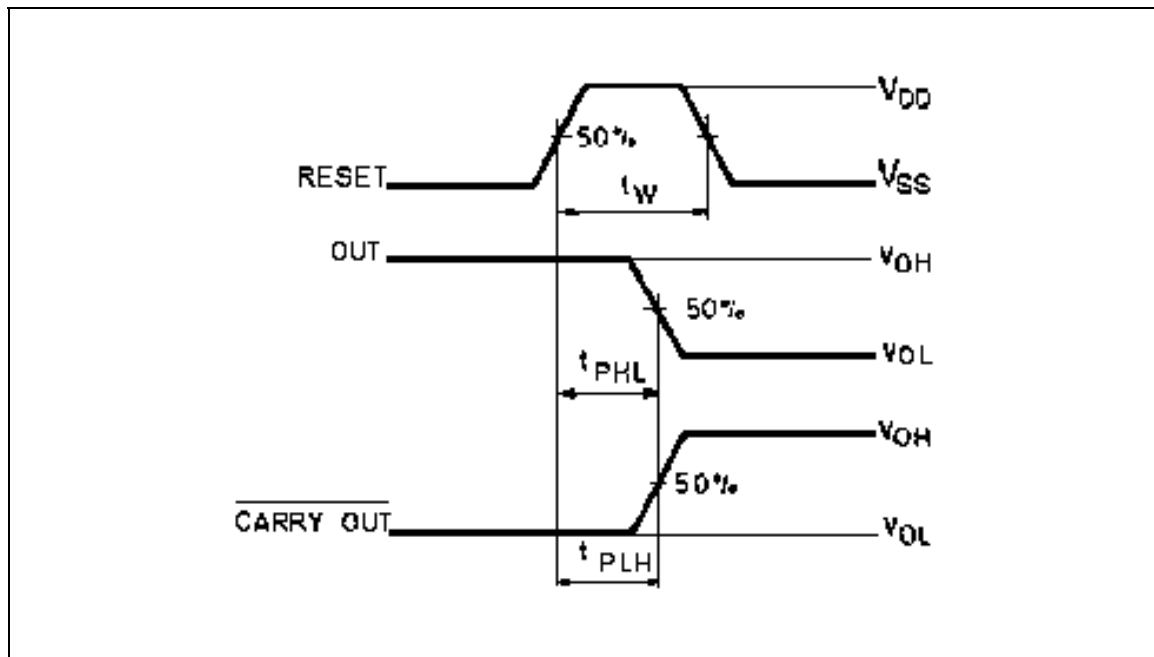 VDD
50%
RESET
tW
VSS
OUT
VOH
50%
VOL
tPHL
VOH
50%
CARRY OUT
VOL
tPLH